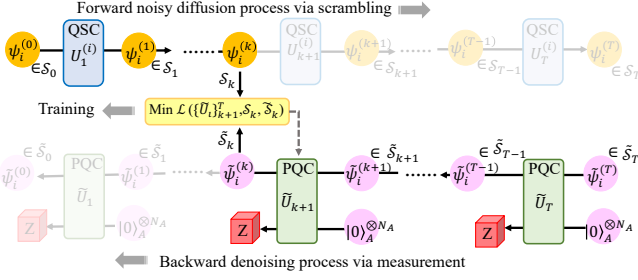 Forward noisy diffusion process via scrambling
ψ_i^(0) QSC U_1^(i) ψ_i^(1) ...... ψ_i^(k) QSC U_{k+1}^(i) ψ_i^(k+1) ...... ψ_i^(T−1) QSC U_T^(i) ψ_i^(T)
∈ S_0 ∈ S_1 S_k ∈ S_{k+1} ∈ S_{T−1} ∈ S_T
Training
Min ℒ ({Ũ_i}_{k+1}^T, S_k, S̃_k)
∈ S̃_0 ∈ S̃_1 S̃_k ∈ S̃_{k+1} ∈ S̃_{T−1} ∈ S̃_T
ψ̃_i^(0) PQC Ũ_1 ψ̃_i^(1) ...... ψ̃_i^(k) PQC Ũ_{k+1} ψ̃_i^(k+1) ...... ψ̃_i^(T−1) PQC Ũ_T ψ̃_i^(T)
Z |0⟩_A^{⊗N_A} Z |0⟩_A^{⊗N_A} Z |0⟩_A^{⊗N_A}
Backward denoising process via measurement